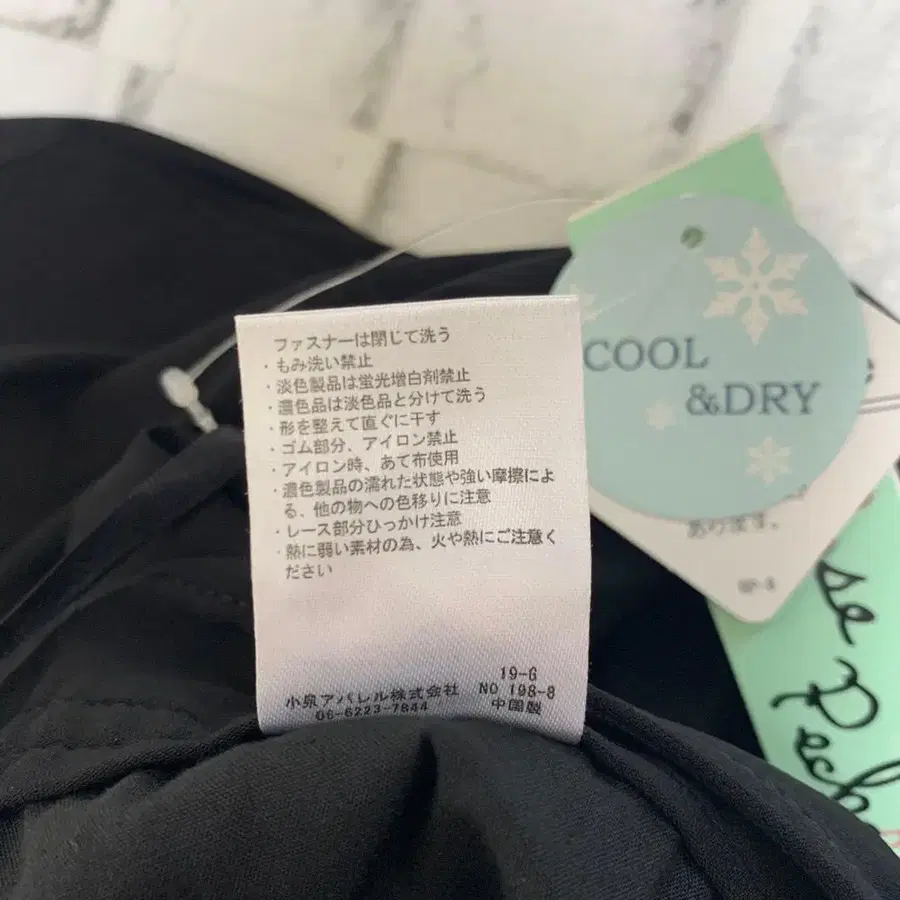 ファスナーは閉じて洗う
・もみ洗い禁止
・淡色製品は蛍光増白剤禁止
・濃色品は淡色品と分けて洗う
・形を整えて直ぐに干す
・ゴム部分、アイロン禁止
・アイロン時、あて布使用
・濃色製品の濡れた状態や強い摩擦によ
る、他の物への色移りに注意
・レース部分ひっかけ注意
・熱に弱い素材の為、火や熱にご注意く
ださい
19-6
小泉アパレル株式会社 NO 198-8
06-6223-7844 中国製
COOL
&DRY
あります。
se Pech